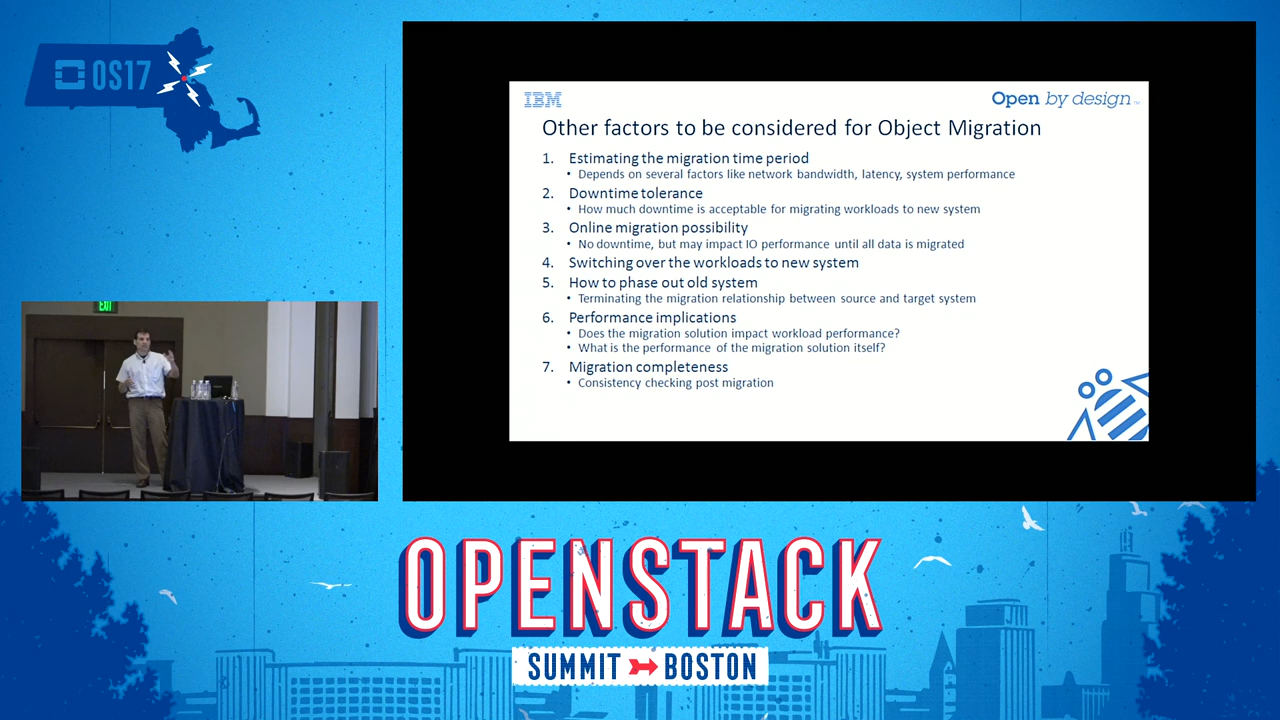 OS17
EXIT
IBM
Open by design™
Other factors to be considered for Object Migration
1. Estimating the migration time period
• Depends on several factors like network bandwidth, latency, system performance
2. Downtime tolerance
• How much downtime is acceptable for migrating workloads to new system
3. Online migration possibility
• No downtime, but may impact IO performance until all data is migrated
4. Switching over the workloads to new system
5. How to phase out old system
• Terminating the migration relationship between source and target system
6. Performance implications
• Does the migration solution impact workload performance?
• What is the performance of the migration solution itself?
7. Migration completeness
• Consistency checking post migration
OPENSTACK
SUMMIT BOSTON